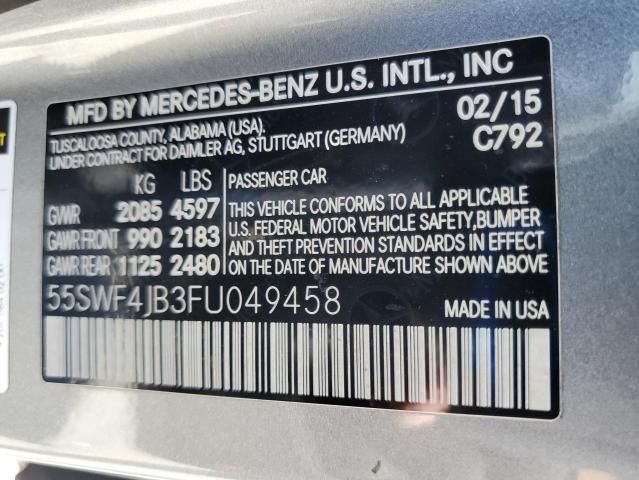 MFD BY MERCEDES-BENZ U.S. INTL., INC
TUSCALOOSA COUNTY, ALABAMA (USA).
02/15
UNDER CONTRACT FOR DAIMLER AG, STUTTGART (GERMANY)
C792
KG LBS
PASSENGER CAR
GVWR 2085 4597
GAWR FRONT 990 2183
GAWR REAR 1125 2480
THIS VEHICLE CONFORMS TO ALL APPLICABLE
U.S. FEDERAL MOTOR VEHICLE SAFETY,BUMPER
AND THEFT PREVENTION STANDARDS IN EFFECT
ON THE DATE OF MANUFACTURE SHOWN ABOVE
55SWF4JB3FU049458
MADE IN USA